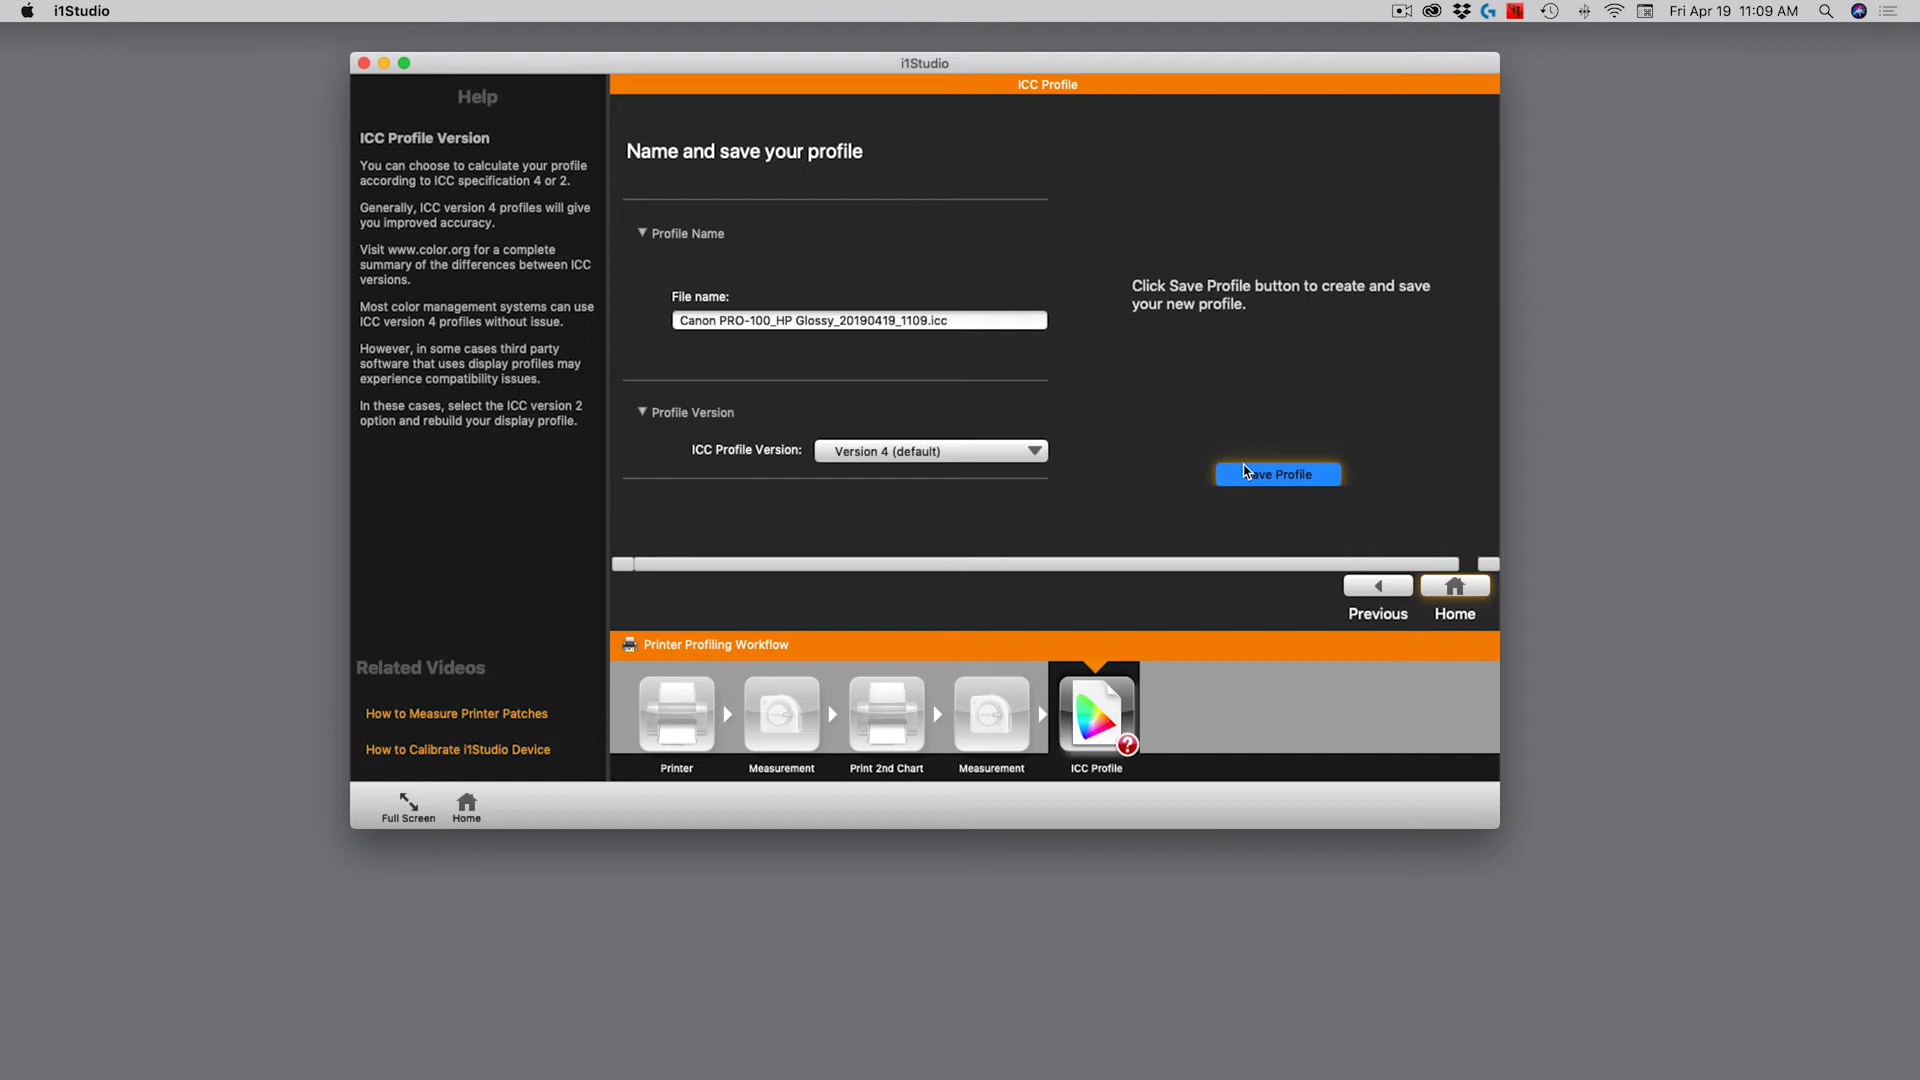 i1Studio
Fri Apr 19 11:09 AM
i1Studio
Help
ICC Profile Version
You can choose to calculate your profile
according to ICC specification 4 or 2.
Generally, ICC version 4 profiles will give
you improved accuracy.
Visit www.color.org for a complete
summary of the differences between ICC
versions.
Most color management systems can use
ICC version 4 profiles without issue.
However, in some cases third party
software that uses display profiles may
experience compatibility issues.
In these cases, select the ICC version 2
option and rebuild your display profile.
Related Videos
How to Measure Printer Patches
How to Calibrate i1Studio Device
ICC Profile
Name and save your profile
Profile Name
File name:
Canon PRO-100_HP Glossy_20190419_1109.icc
Profile Version
ICC Profile Version:
Version 4 (default)
Click Save Profile button to create and save
your new profile.
Save Profile
Previous
Home
Printer Profiling Workflow
Printer
Measurement
Print 2nd Chart
Measurement
ICC Profile
Full Screen
Home